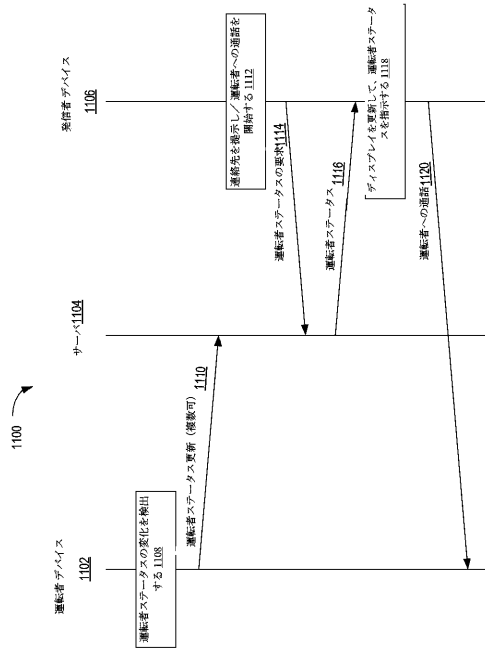 1100
運転者デバイス
1102
サーバ1104
発信者デバイス
1106
運転者ステータスの変化を検出
する 1108
運転者ステータス更新（複数可）
1110
連絡先を提示し／運転者への通話を
開始する 1112
運転者ステータスの要求1114
運転者ステータス
1116
ディスプレイを更新して、運転者ステータ
スを指示する 1118
運転者への通話1120